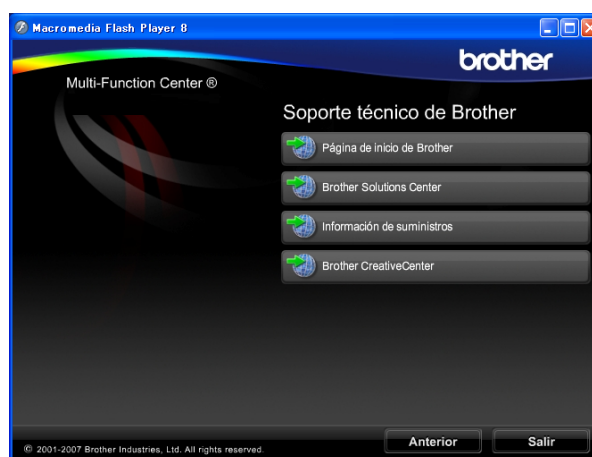 Macromedia Flash Player 8
brother
Multi-Function Center ®
Soporte técnico de Brother
Página de inicio de Brother
Brother Solutions Center
Información de suministros
Brother CreativeCenter
Anterior
Salir
© 2001-2007 Brother Industries, Ltd. All rights reserved.